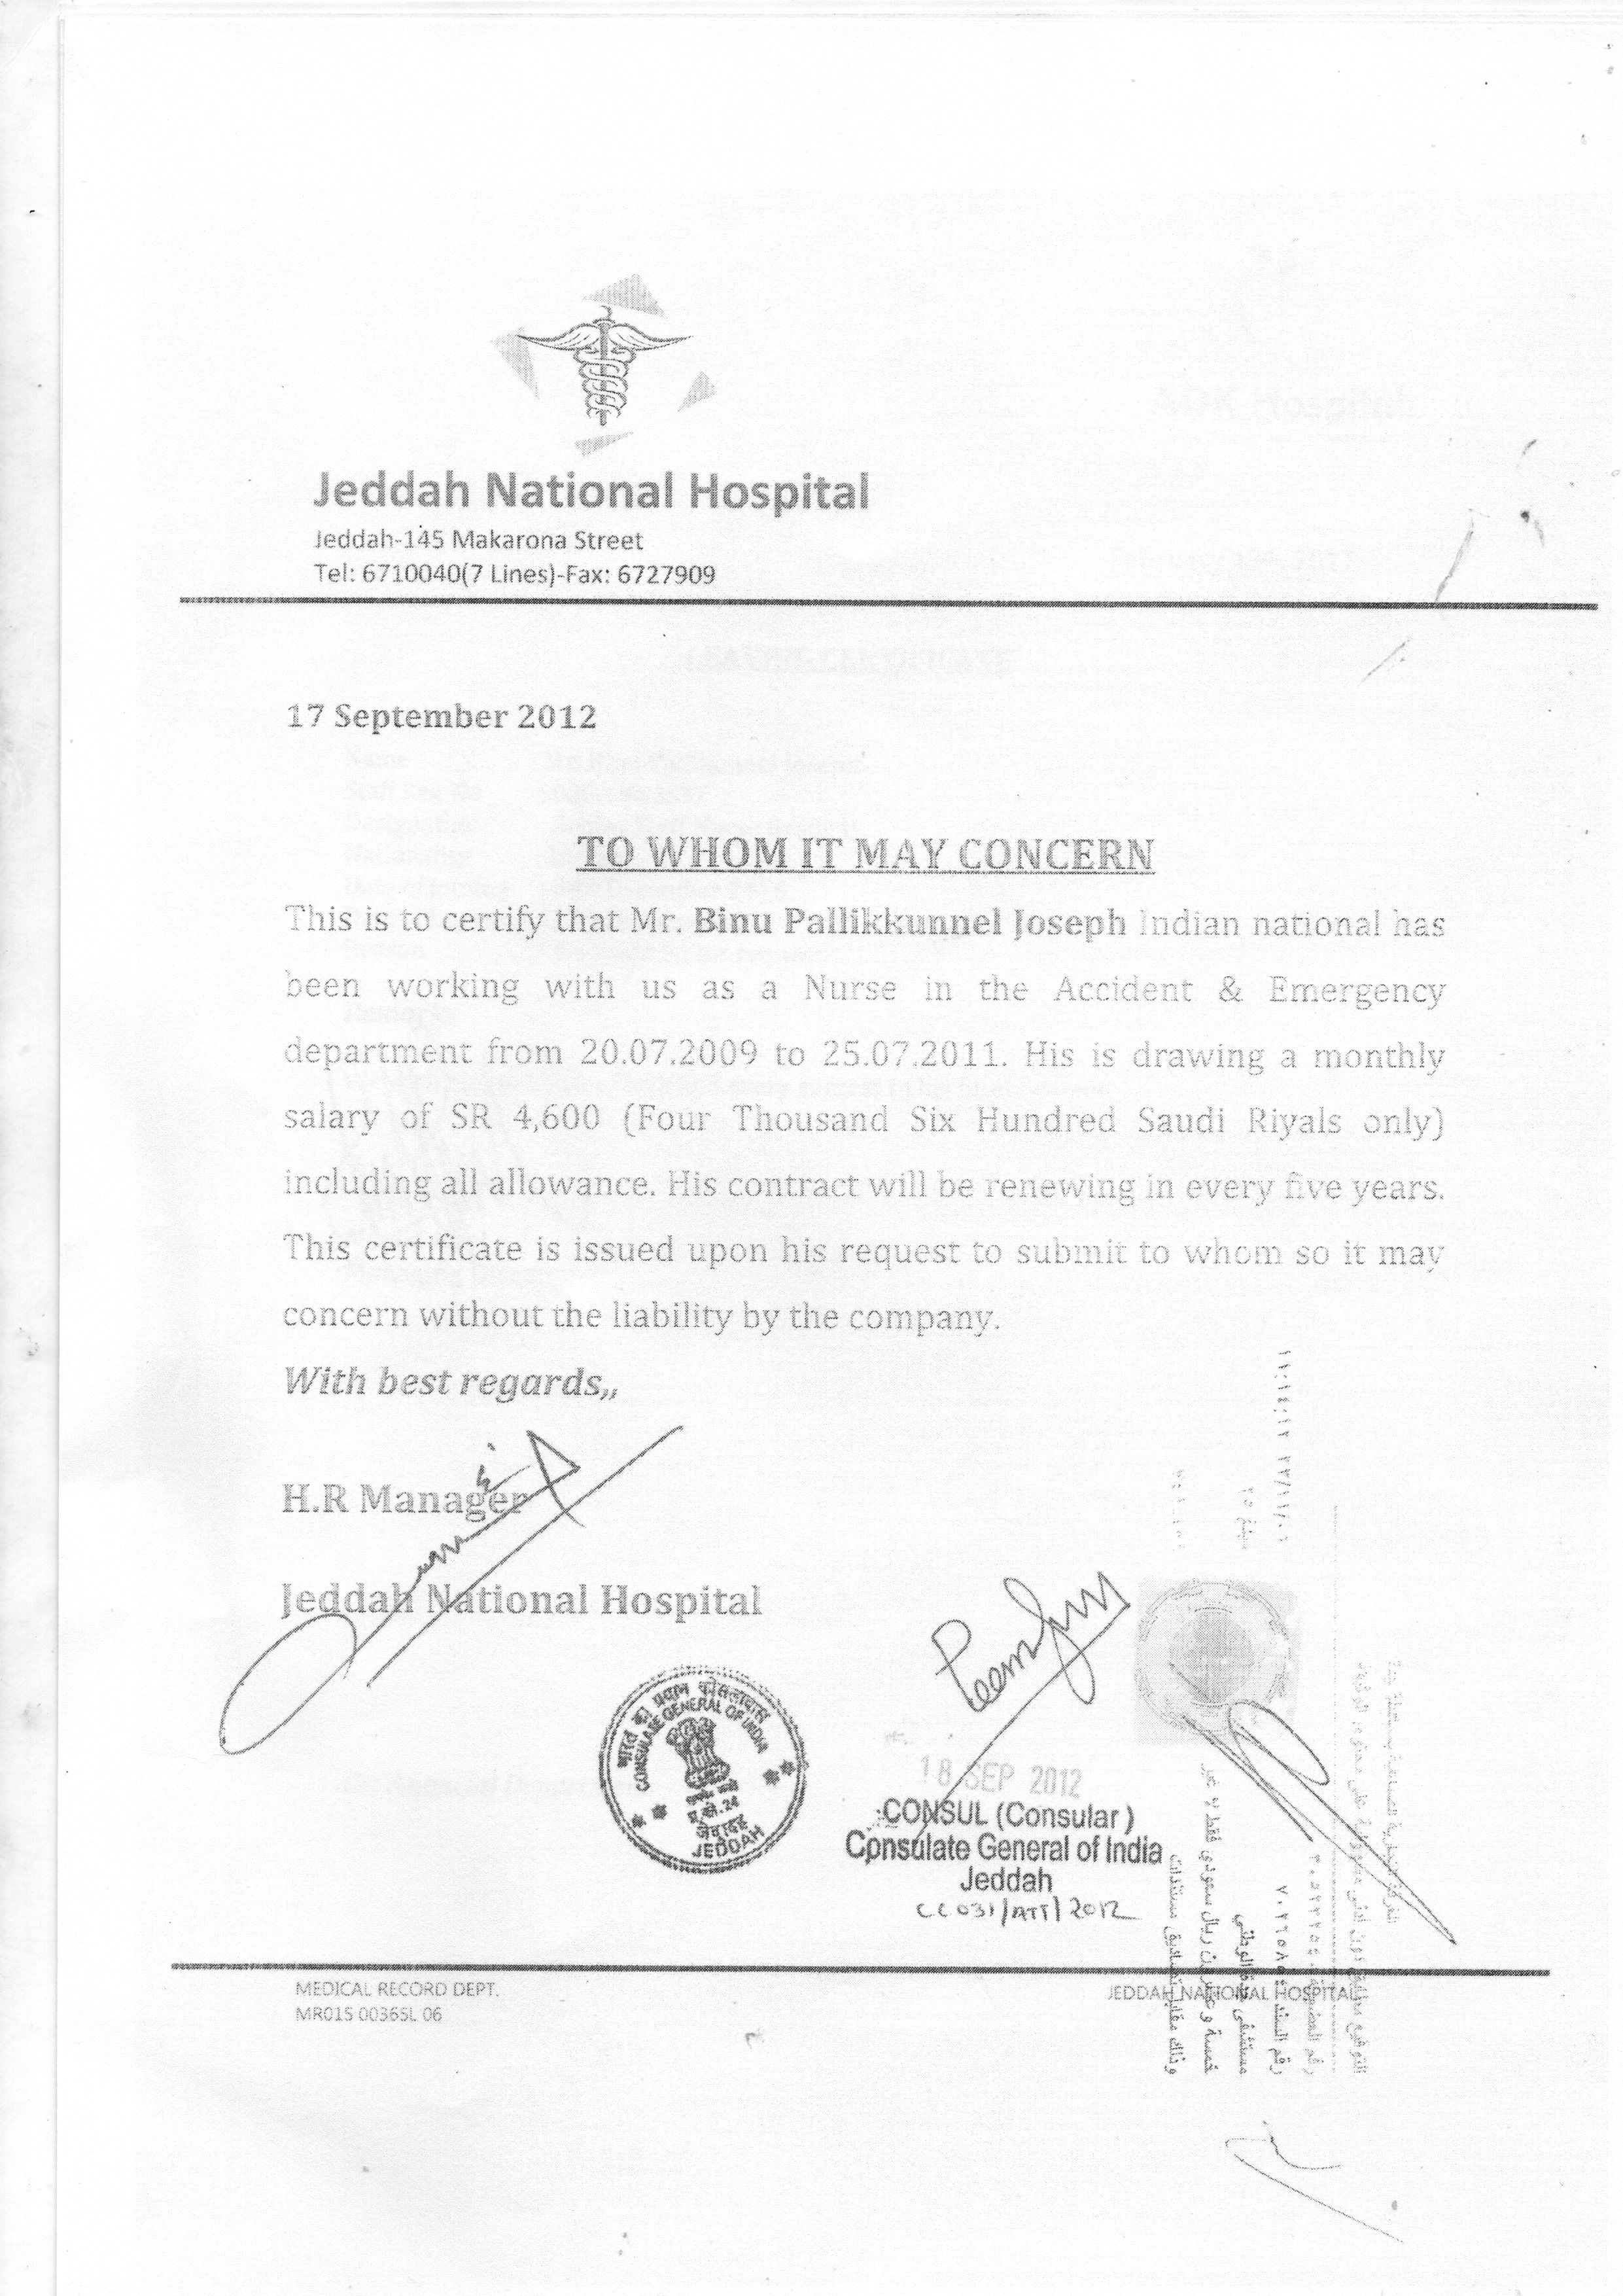 Jeddah National Hospital
Jeddah-145 Makarona Street
Tel: 6710040(7 Lines)-Fax: 6727909
17 September 2012
TO WHOM IT MAY CONCERN
This is to certify that Mr. Binu Pallikkunnel Joseph Indian national has
been working with us as a Nurse in the Accident & Emergency
department from 20.07.2009 to 25.07.2011. His is drawing a monthly
salary of SR 4,600 (Four Thousand Six Hundred Saudi Riyals only)
including all allowance. His contract will be renewing in every five years.
This certificate is issued upon his request to submit to whom so it may
concern without the liability by the company.
With best regards,,
H.R Manager
Jeddah National Hospital
CONSULATE GENERAL OF INDIA
JEDDAH
18 SEP 2012
CONSUL (Consular)
Consulate General of India
Jeddah
CC031/ATT/2012
خمسة وعشرون ريال سعودي فقط لا غير
MEDICAL RECORD DEPT.
JEDDAH NATIONAL HOSPITAL
MR015 00365L 06